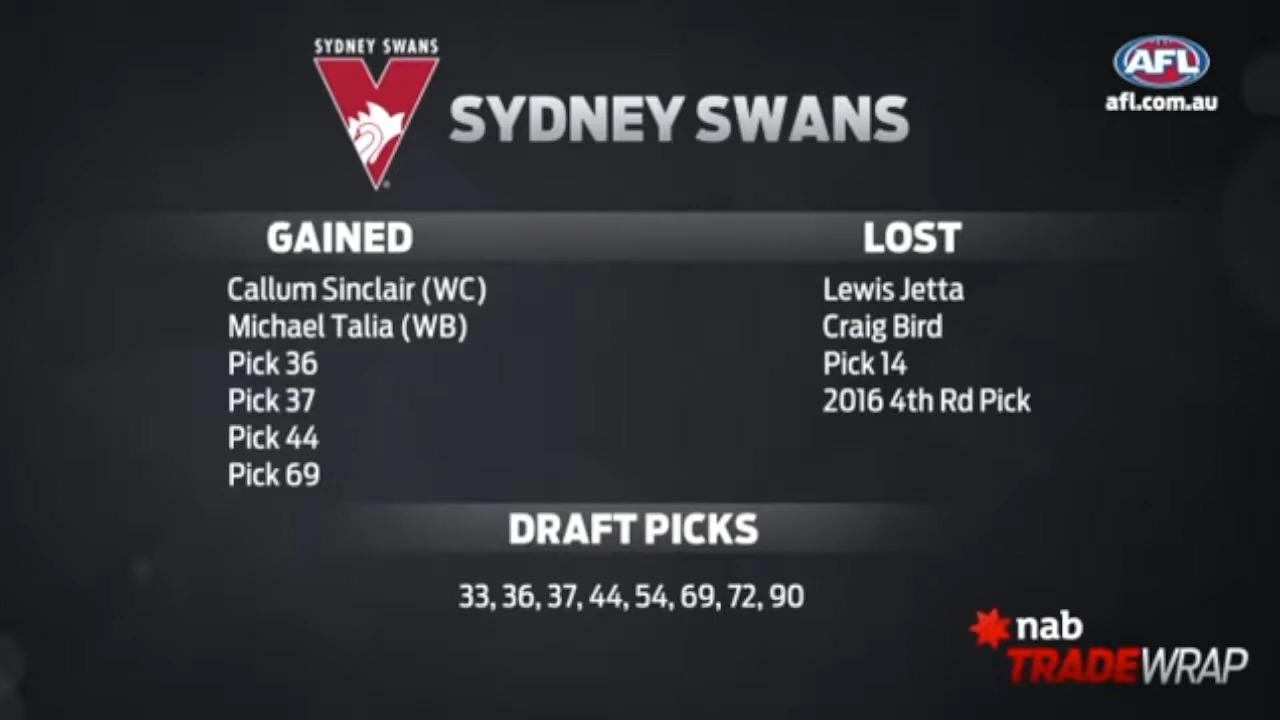 SYDNEY SWANS
SYDNEY SWANS
AFL
afl.com.au
GAINED
LOST
Callum Sinclair (WC)
Michael Talia (WB)
Pick 36
Pick 37
Pick 44
Pick 69
Lewis Jetta
Craig Bird
Pick 14
2016 4th Rd Pick
DRAFT PICKS
33, 36, 37, 44, 54, 69, 72, 90
nab
TRADEWRAP